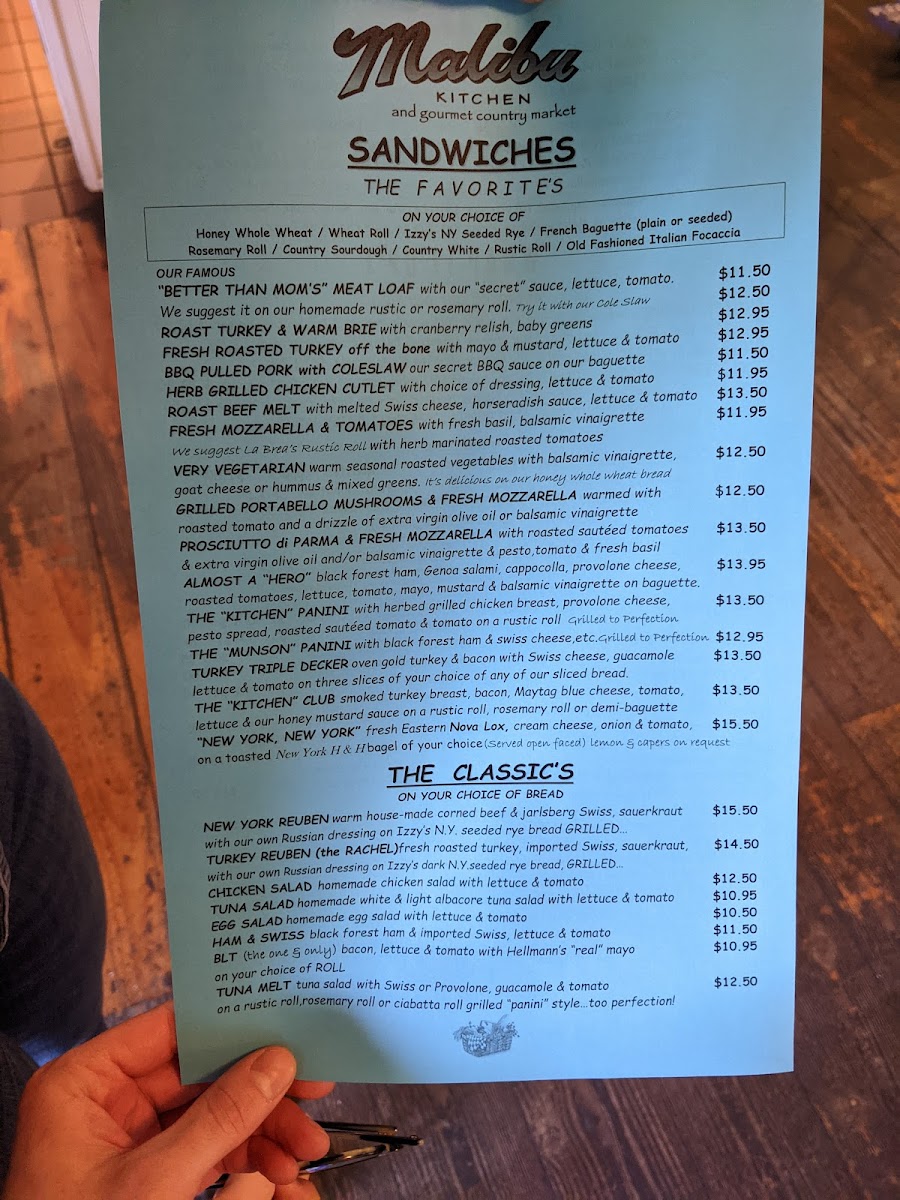 Malibu
KITCHEN
and gourmet country market
SANDWICHES
THE FAVORITE'S
ON YOUR CHOICE OF
Honey Whole Wheat / Wheat Roll / Izzy's NY Seeded Rye / French Baguette (plain or seeded)
Rosemary Roll / Country Sourdough / Country White / Rustic Roll / Old Fashioned Italian Focaccia
OUR FAMOUS
"BETTER THAN MOM'S" MEAT LOAF with our "secret" sauce, lettuce, tomato. $11.50
We suggest it on our homemade rustic or rosemary roll. Try it with our Cole Slaw
ROAST TURKEY & WARM BRIE with cranberry relish, baby greens $12.50
FRESH ROASTED TURKEY off the bone with mayo & mustard, lettuce & tomato $12.95
BBQ PULLED PORK with COLESLAW our secret BBQ sauce on our baguette $12.95
HERB GRILLED CHICKEN CUTLET with choice of dressing, lettuce & tomato $11.50
ROAST BEEF MELT with melted Swiss cheese, horseradish sauce, lettuce & tomato $11.95
FRESH MOZZARELLA & TOMATOES with fresh basil, balsamic vinaigrette $13.50
We suggest La Brea's Rustic Roll with herb marinated roasted tomatoes $11.95
VERY VEGETARIAN warm seasonal roasted vegetables with balsamic vinaigrette, $12.50
goat cheese or hummus & mixed greens. It's delicious on our honey whole wheat bread
GRILLED PORTABELLO MUSHROOMS & FRESH MOZZARELLA warmed with $12.50
roasted tomato and a drizzle of extra virgin olive oil or balsamic vinaigrette
PROSCIUTTO di PARMA & FRESH MOZZARELLA with roasted sautéed tomatoes $13.50
& extra virgin olive oil and/or balsamic vinaigrette & pesto,tomato & fresh basil
ALMOST A "HERO" black forest ham, Genoa salami, cappocolla, provolone cheese, $13.95
roasted tomatoes, lettuce, tomato, mayo, mustard & balsamic vinaigrette on baguette.
THE "KITCHEN" PANINI with herbed grilled chicken breast, provolone cheese, $13.50
pesto spread, roasted sautéed tomato & tomato on a rustic roll Grilled to Perfection
THE "MUNSON" PANINI with black forest ham & swiss cheese,etc.Grilled to Perfection $12.95
TURKEY TRIPLE DECKER oven gold turkey & bacon with Swiss cheese, guacamole $13.50
lettuce & tomato on three slices of your choice of any of our sliced bread.
THE "KITCHEN" CLUB smoked turkey breast, bacon, Maytag blue cheese, tomato, $13.50
lettuce & our honey mustard sauce on a rustic roll, rosemary roll or demi-baguette
"NEW YORK, NEW YORK" fresh Eastern Nova Lox, cream cheese, onion & tomato, $15.50
on a toasted New York H & H bagel of your choice(Served open faced) lemon & capers on request
THE CLASSIC'S
ON YOUR CHOICE OF BREAD
NEW YORK REUBEN warm house-made corned beef & jarlsberg Swiss, sauerkraut $15.50
with our own Russian dressing on Izzy's N.Y. seeded rye bread GRILLED...
TURKEY REUBEN (the RACHEL)fresh roasted turkey, imported Swiss, sauerkraut, $14.50
with our own Russian dressing on Izzy's dark N.Y.seeded rye bread, GRILLED...
CHICKEN SALAD homemade chicken salad with lettuce & tomato $12.50
TUNA SALAD homemade white & light albacore tuna salad with lettuce & tomato $10.95
EGG SALAD homemade egg salad with lettuce & tomato $10.50
HAM & SWISS black forest ham & imported Swiss, lettuce & tomato $11.50
BLT (the one & only) bacon, lettuce & tomato with Hellmann's "real" mayo $10.95
on your choice of ROLL
TUNA MELT tuna salad with Swiss or Provolone, guacamole & tomato $12.50
on a rustic roll,rosemary roll or ciabatta roll grilled "panini" style...too perfection!